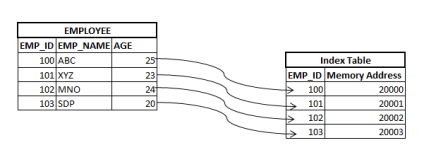 EMPLOYEE
EMP_ID EMP_NAME AGE
100 ABC 25
101 XYZ 23
102 MNO 24
103 SDP 20
Index Table
EMP_ID Memory Address
100 20000
101 20001
102 20002
103 20003